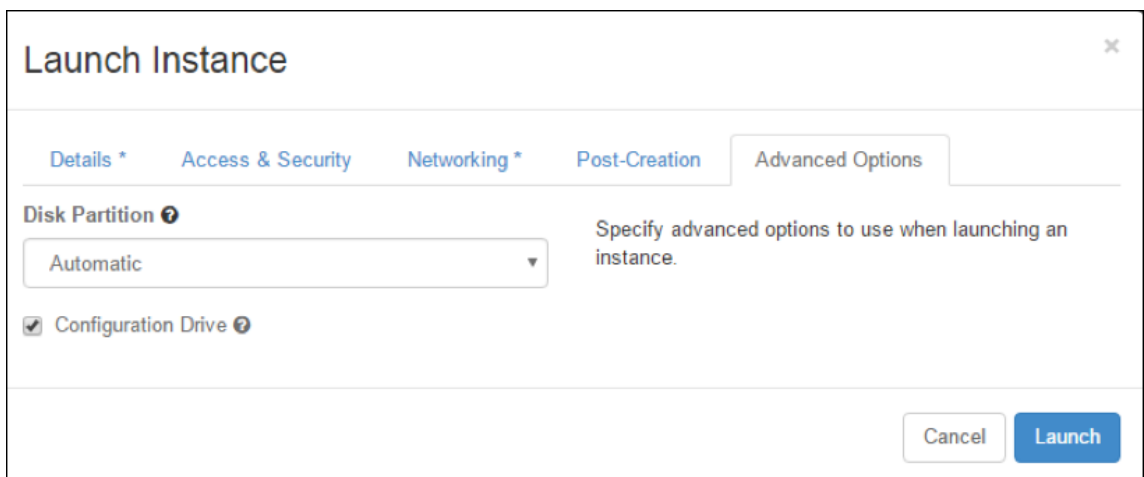 Launch Instance
×
Details *
Access & Security
Networking *
Post-Creation
Advanced Options
Disk Partition ?
Specify advanced options to use when launching an
instance.
Automatic
Configuration Drive ?
Cancel
Launch